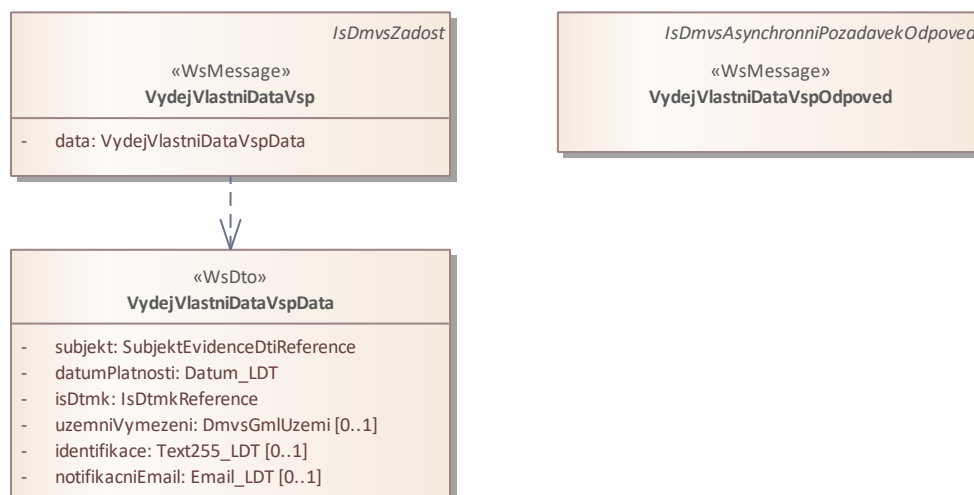 IsDmvsZadost
«WsMessage»
VydejVlastniDataVsp
- data: VydejVlastniDataVspData
IsDmvsAsynchronniPozadavekOdpoved
«WsMessage»
VydejVlastniDataVspOdpoved
«WsDto»
VydejVlastniDataVspData
- subjekt: SubjektEvidenceDtiReference
- datumPlatnosti: Datum_LDT
- isDtmk: IsDtmkReference
- uzemniVymezeni: DmvsGmlUzemi [0..1]
- identifikace: Text255_LDT [0..1]
- notifikacniEmail: Email_LDT [0..1]